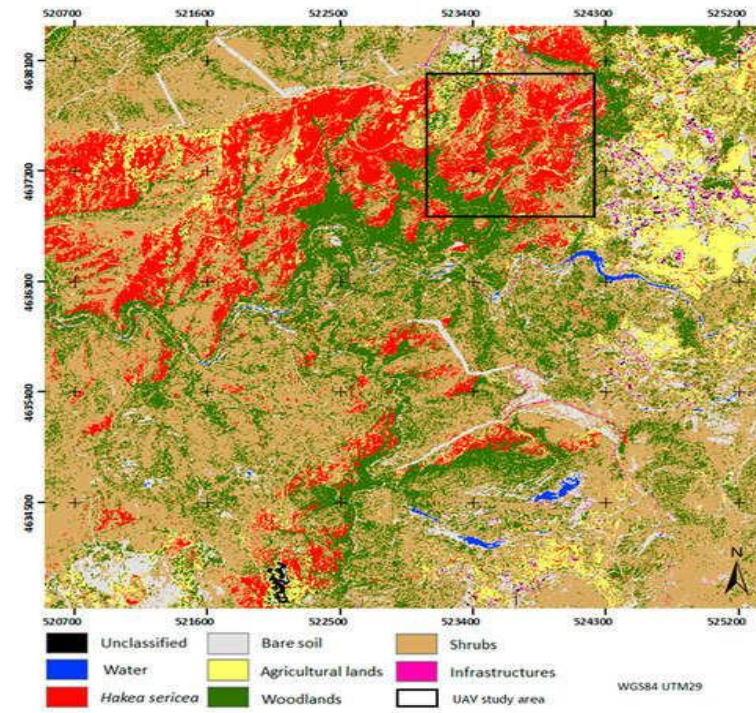 520700 521600 522500 523400 524300 525200
4638100
4637200
4636300
4635400
4634500
N
520700 521600 522500 523400 524300 525200
Unclassified Bare soil Shrubs
Water Agricultural lands Infrastructures
Hakea sericea Woodlands UAV study area
WGS84 UTM29